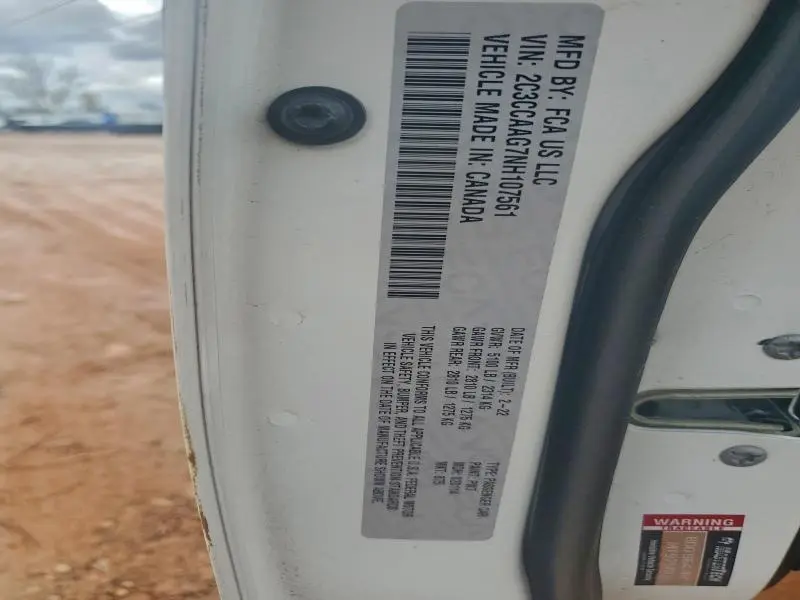 MFD BY: FCA US LLC
VIN: 2C3CCAAG7NH107561
VEHICLE MADE IN: CANADA
DATE OF MFR (BUILT): 2-22
GVWR: 5100 LB / 2314 KG
GAWR FRONT: 2810 LB / 1275 KG
GAWR REAR: 2810 LB / 1275 KG
TYPE: PASSENGER CAR
PAINT: PW7
THIS VEHICLE CONFORMS TO ALL APPLICABLE U.S.A. FEDERAL MOTOR
VEHICLE SAFETY, BUMPER, AND THEFT PREVENTION STANDARDS
IN EFFECT ON THE DATE OF MANUFACTURE SHOWN ABOVE.
WARNING
TRACEABLE